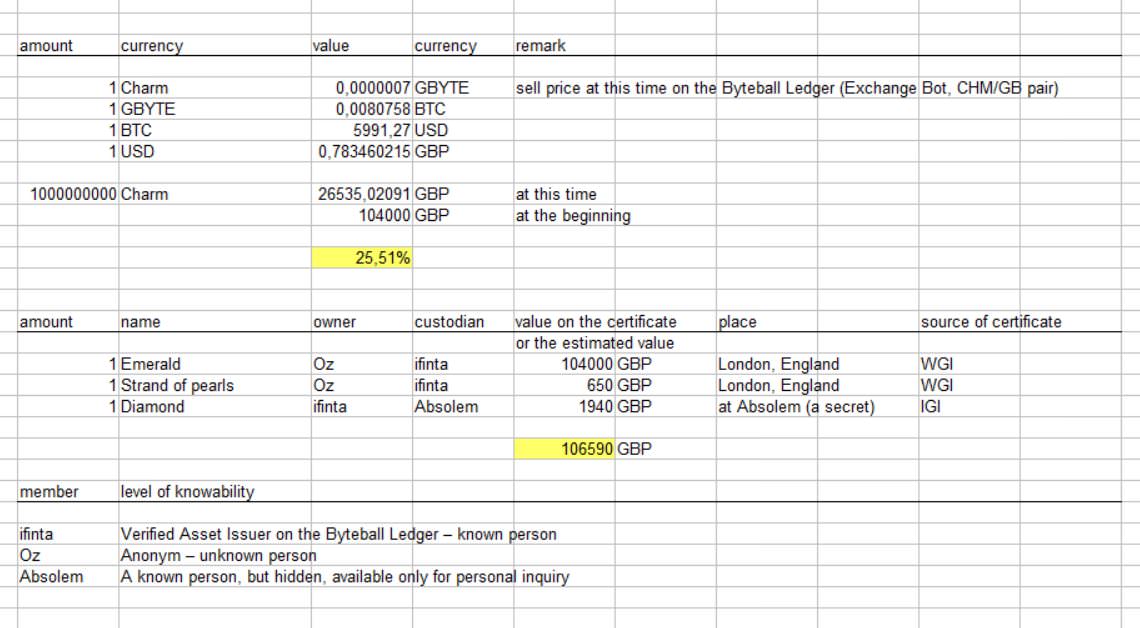 amount currency value currency remark
1 Charm 0,0000007 GBYTE sell price at this time on the Byteball Ledger (Exchange Bot, CHM/GB pair)
1 GBYTE 0,0080758 BTC
1 BTC 5991,27 USD
1 USD 0,783460215 GBP
1000000000 Charm 26535,02091 GBP at this time
104000 GBP at the beginning
25,51%
amount name owner custodian value on the certificate place source of certificate
or the estimated value
1 Emerald Oz ifinta 104000 GBP London, England WGI
1 Strand of pearls Oz ifinta 650 GBP London, England WGI
1 Diamond ifinta Absolem 1940 GBP at Absolem (a secret) IGI
106590 GBP
member level of knowability
ifinta Verified Asset Issuer on the Byteball Ledger – known person
Oz Anonym – unknown person
Absolem A known person, but hidden, available only for personal inquiry